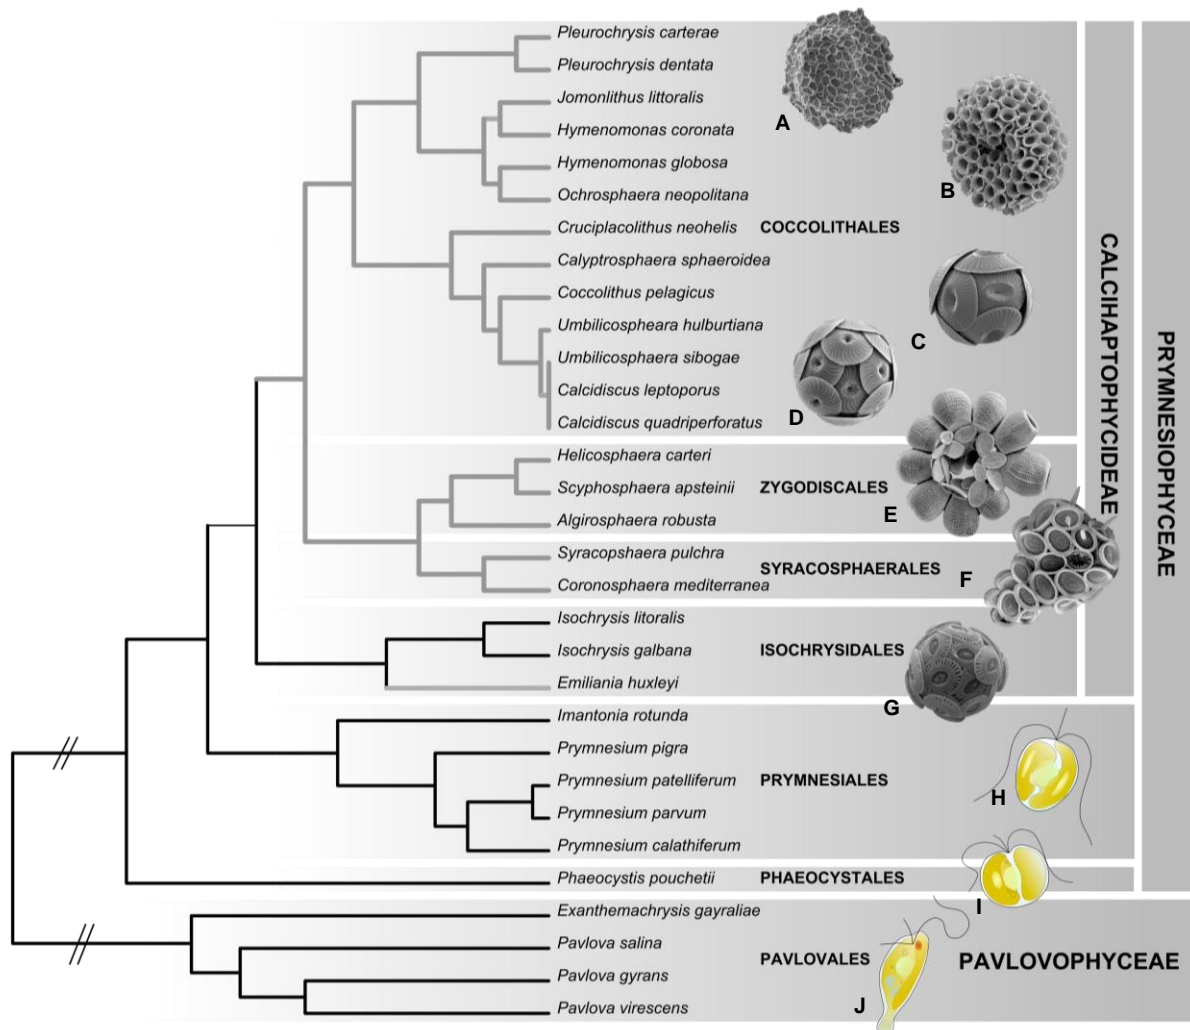 Pleurochrysis carterae
Pleurochrysis dentata
Jomonlithus littoralis
A
Hymenomonas coronata
Hymenomonas globosa
B
Ochrosphaera neopolitana
Cruciplacolithus neohelis COCCOLITHALES
Calyptrosphaera sphaeroidea
Coccolithus pelagicus
Umbilicospheara hulburtiana
C
Umbilicosphaera sibogae
Calcidiscus leptoporus
Calcidiscus quadriperforatus
D
Helicosphaera carteri
Scyphosphaera apsteinii ZYGODISCALES
E
Algirosphaera robusta
Syracopshaera pulchra
SYRACOSPHAERALES
F
Coronosphaera mediterranea
Isochrysis litoralis
Isochrysis galbana ISOCHRYSIDALES
Emiliania huxleyi
G
Imantonia rotunda
Prymnesium pigra
Prymnesium patelliferum PRYMNESIALES
H
Prymnesium parvum
Prymnesium calathiferum
Phaeocystis pouchetii PHAEOCYSTALES
I
Exanthemachrysis gayraliae
Pavlova salina
PAVLOVALES
Pavlova gyrans
J
Pavlova virescens
CALCIHAPTOPHYCIDEAE
PRYMNESIOPHYCEAE
PAVLOVOPHYCEAE